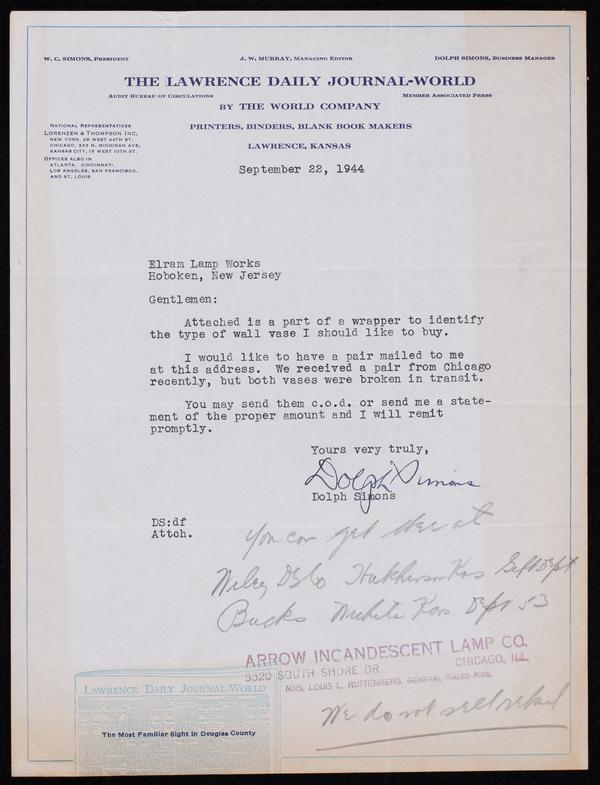 W. C. SIMONS, PRESIDENT J. W. MURRAY, MANAGING EDITOR DOLPH SIMONS, BUSINESS MANAGER
THE LAWRENCE DAILY JOURNAL-WORLD
AUDIT BUREAU OF CIRCULATIONS MEMBER ASSOCIATED PRESS
BY THE WORLD COMPANY
PRINTERS, BINDERS, BLANK BOOK MAKERS
LAWRENCE, KANSAS
NATIONAL REPRESENTATIVES
LORENZEN & THOMPSON INC.
NEW YORK, 29 WEST 44TH ST.
CHICAGO, 333 N. MICHIGAN AVE.
KANSAS CITY, 15 WEST 10TH ST.
OFFICES ALSO IN
ATLANTA, CINCINNATI,
LOS ANGELES, SAN FRANCISCO,
AND ST. LOUIS
September 22, 1944
Elram Lamp Works
Hoboken, New Jersey
Gentlemen:
Attached is a part of a wrapper to identify
the type of wall vase I should like to buy.
I would like to have a pair mailed to me
at this address. We received a pair from Chicago
recently, but both vases were broken in transit.
You may send them c.o.d. or send me a state-
ment of the proper amount and I will remit
promptly.
Yours very truly,
Dolph Simons
Dolph Simons
DS:df
Attch.
You can get these at
Wiley DG Co Hutchinson Kas Gift Dept
Bucks Wichita Kas Dept 53
ARROW INCANDESCENT LAMP CO.
5520 SOUTH SHORE DR. CHICAGO, ILL.
MRS. LOUIS L. RUTTENBERG, GENERAL SALES MGR.
We do not sell retail
LAWRENCE DAILY JOURNAL-WORLD
The Most Familiar Sight in Douglas County